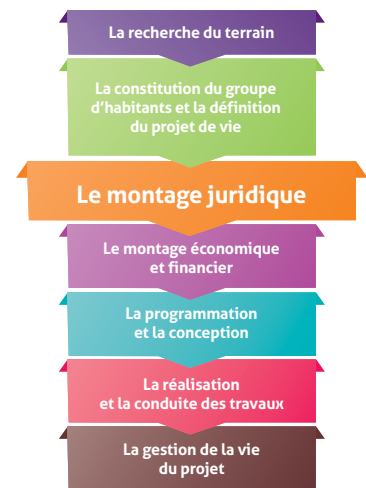 La recherche du terrain
La constitution du groupe
d'habitants et la définition
du projet de vie
Le montage juridique
Le montage économique
et financier
La programmation
et la conception
La réalisation
et la conduite des travaux
La gestion de la vie
du projet